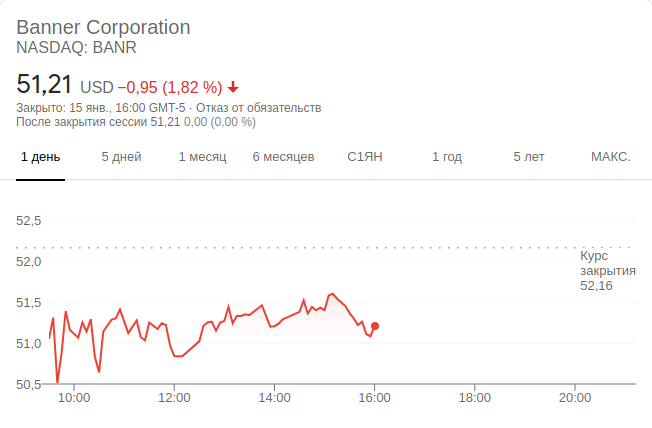 Banner Corporation
NASDAQ: BANR
51,21 USD −0,95 (1,82 %)
Закрыто: 15 янв., 16:00 GMT-5 · Отказ от обязательств
После закрытия сессии 51,21 0,00 (0,00 %)
1 день 5 дней 1 месяц 6 месяцев С1ЯН 1 год 5 лет МАКС.
52,5
52,0
51,5
51,0
50,5
Курс
закрытия
52,16
10:00 12:00 14:00 16:00 18:00 20:00